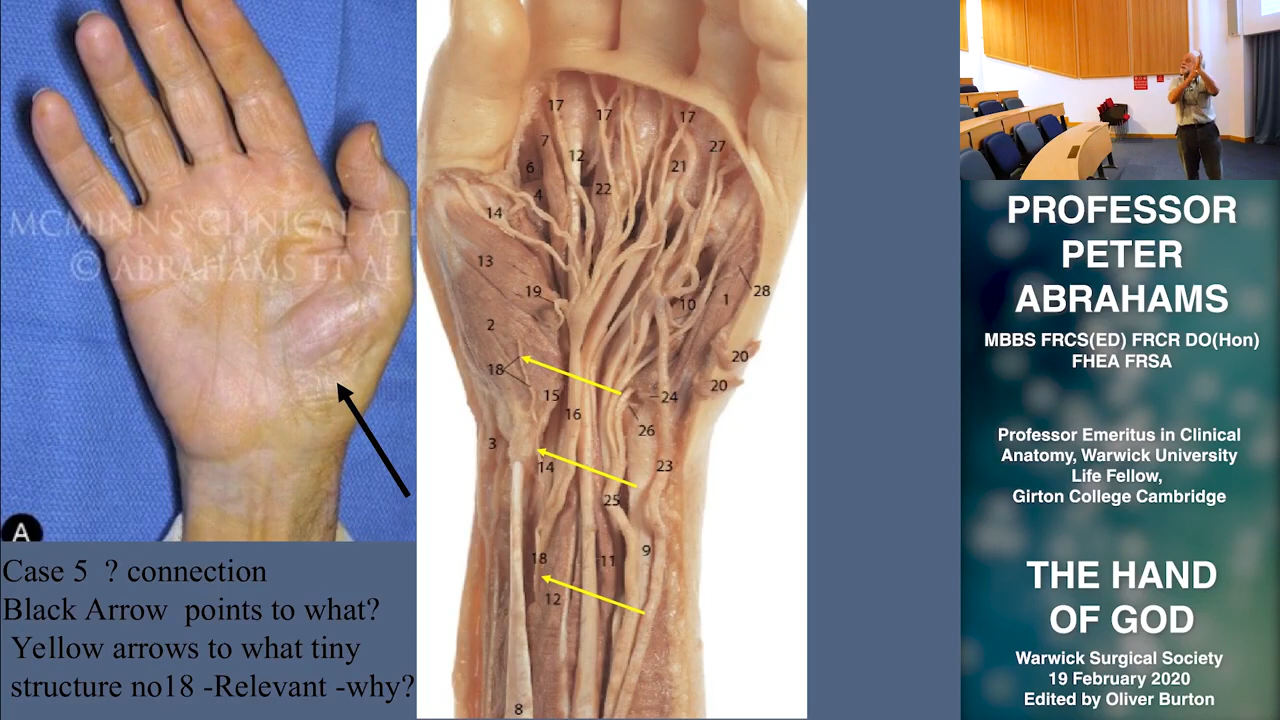 MCMINN'S CLINICAL ATL
© ABRAHAMS ET AL
A
Case 5 ? connection
Black Arrow points to what?
Yellow arrows to what tiny
structure no18 -Relevant -why?
17
17
17
7
27
12
6
21
4
22
14
13
19
28
10
1
2
20
18
20
15
24
16
26
3
14
23
25
18
11
9
12
8
PROFESSOR
PETER
ABRAHAMS
MBBS FRCS(ED) FRCR DO(Hon)
FHEA FRSA
Professor Emeritus in Clinical
Anatomy, Warwick University
Life Fellow,
Girton College Cambridge
THE HAND
OF GOD
Warwick Surgical Society
19 February 2020
Edited by Oliver Burton